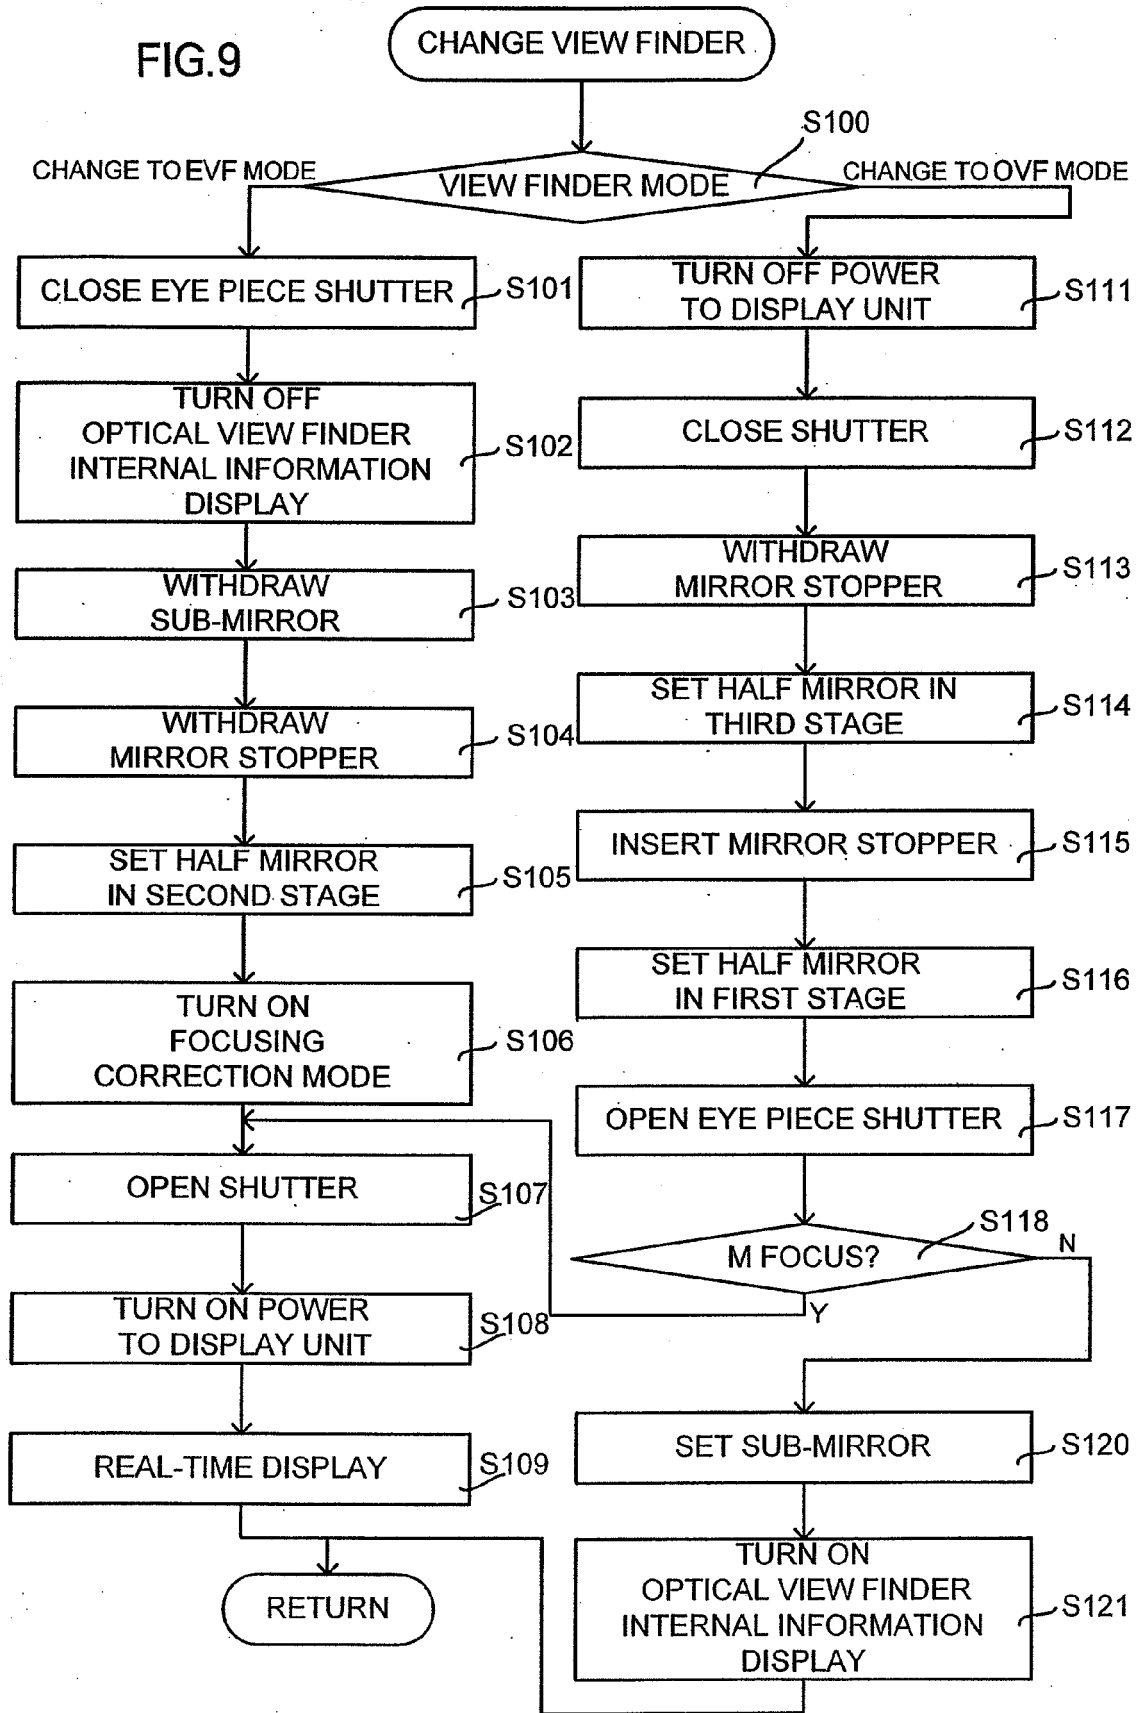 FIG.9
CHANGE VIEW FINDER
S100
CHANGE TO EVF MODE
VIEW FINDER MODE
CHANGE TO OVF MODE
CLOSE EYE PIECE SHUTTER
S101
TURN OFF
OPTICAL VIEW FINDER
INTERNAL INFORMATION
DISPLAY
S102
WITHDRAW
SUB-MIRROR
S103
WITHDRAW
MIRROR STOPPER
S104
SET HALF MIRROR
IN SECOND STAGE
S105
TURN ON
FOCUSING
CORRECTION MODE
S106
OPEN SHUTTER
S107
TURN ON POWER
TO DISPLAY UNIT
S108
REAL-TIME DISPLAY
S109
RETURN
TURN OFF POWER
TO DISPLAY UNIT
S111
CLOSE SHUTTER
S112
WITHDRAW
MIRROR STOPPER
S113
SET HALF MIRROR IN
THIRD STAGE
S114
INSERT MIRROR STOPPER
S115
SET HALF MIRROR
IN FIRST STAGE
S116
OPEN EYE PIECE SHUTTER
S117
M FOCUS?
S118
N
Y
SET SUB-MIRROR
S120
TURN ON
OPTICAL VIEW FINDER
INTERNAL INFORMATION
DISPLAY
S121